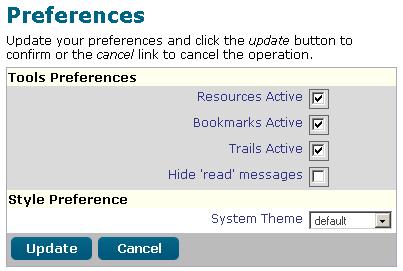 Preferences
Update your preferences and click the update button to
confirm or the cancel link to cancel the operation.
Tools Preferences
Resources Active
Bookmarks Active
Trails Active
Hide 'read' messages
Style Preference
System Theme default
Update Cancel